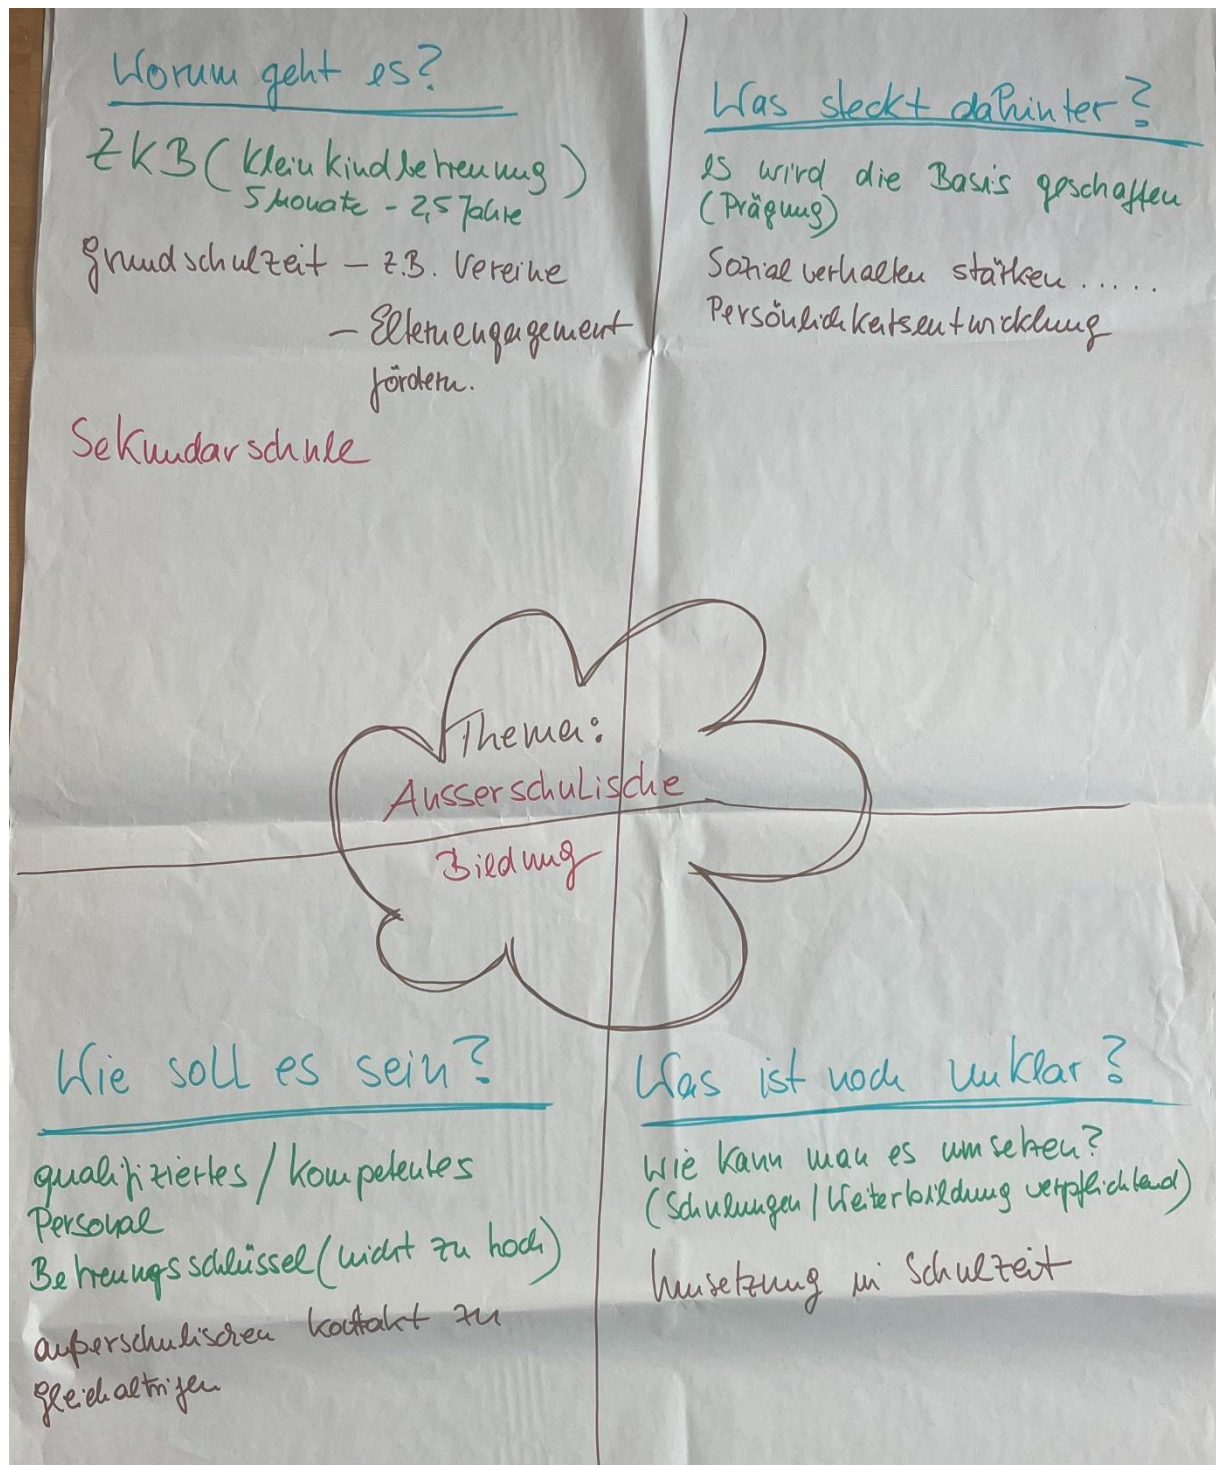 Worum geht es?
ZKB (Kleinkindbetreuung)
5 Monate - 2,5 Jahre
Grundschulzeit - z.B. Vereine
- Elternengagement
fördern.
Sekundarschule
Was steckt dahinter?
es wird die Basis geschaffen
(Prägung)
Sozialverhalten stärken .....
Persönlichkeitsentwicklung
Thema:
Ausserschulische
Bildung
Wie soll es sein?
qualifiziertes / kompetentes
Personal
Betreungsschlüssel (nicht zu hoch)
außerschulischen Kontakt zu
gleichaltrigen
Was ist noch unklar?
Wie kann man es umsetzen?
(Schulungen / Weiterbildung verpflichtend)
Umsetzung in Schulzeit